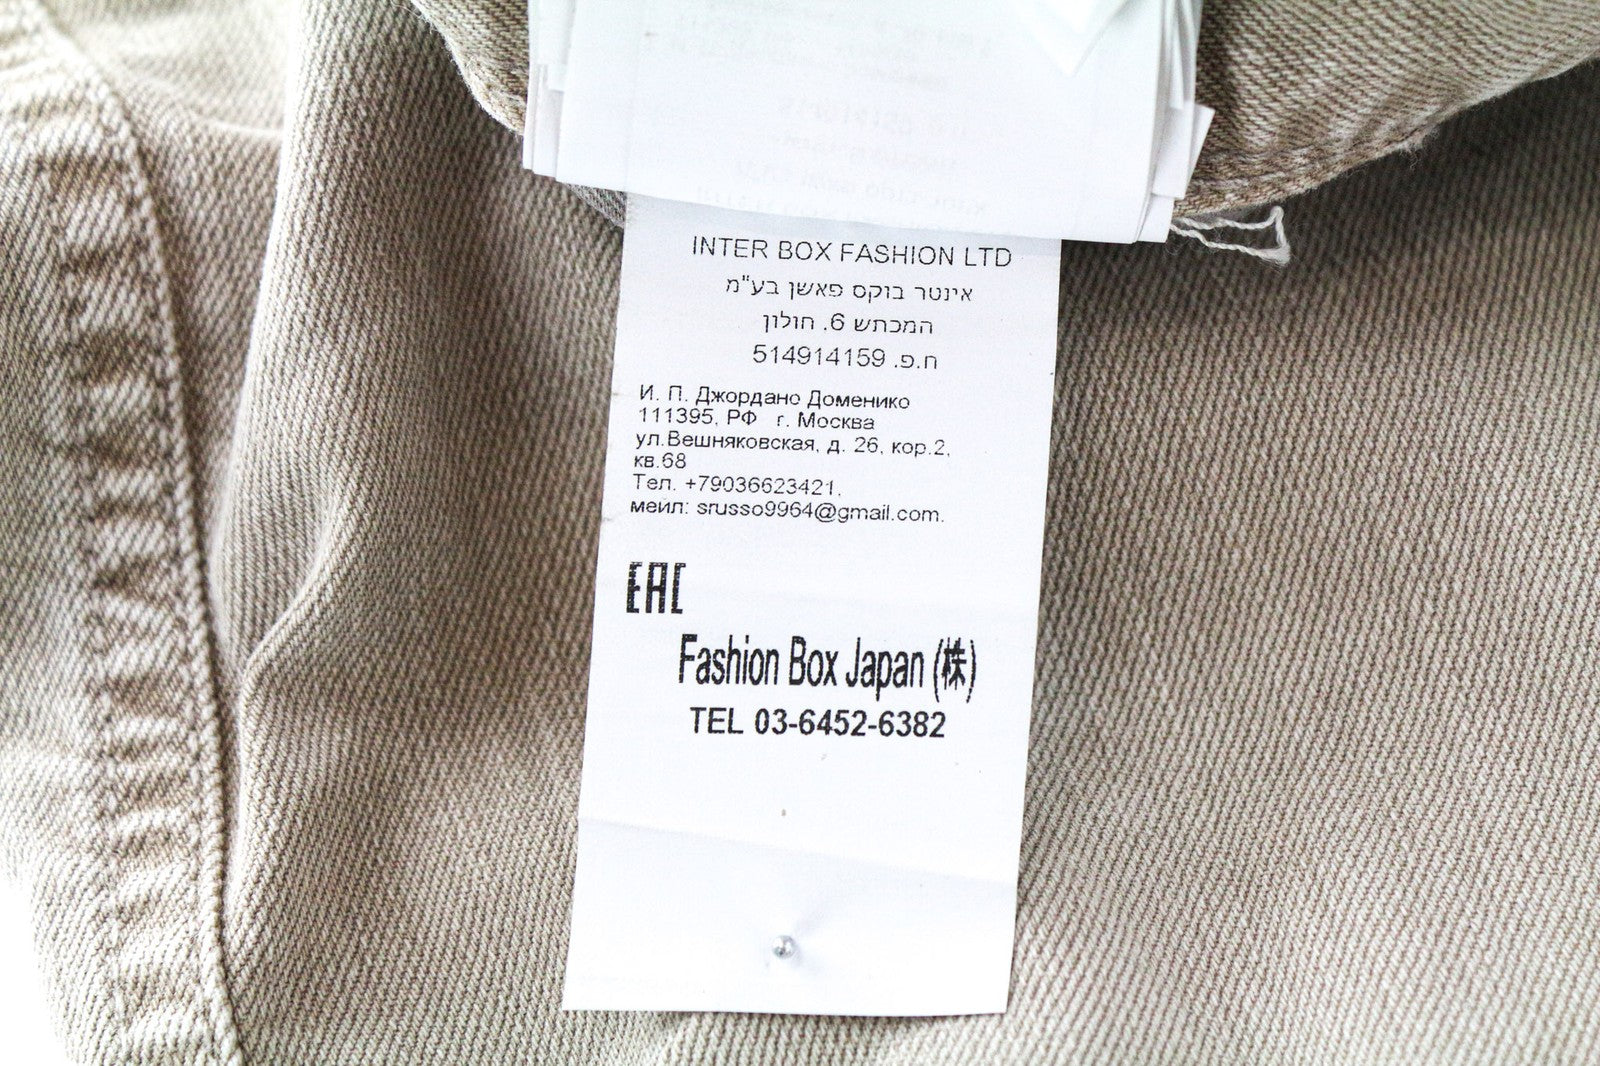 INTER BOX FASHION LTD
אינטר בוקס פאשן בע"מ
המכתש 6. חולון
ח.פ. 514914159
И. П. Джордано Доменико
111395, РФ г. Москва
ул.Вешняковская, д. 26, кор.2,
кв.68
Тел. +79036623421,
мейл: srusso9964@gmail.com.
EAC
Fashion Box Japan (株)
TEL 03-6452-6382